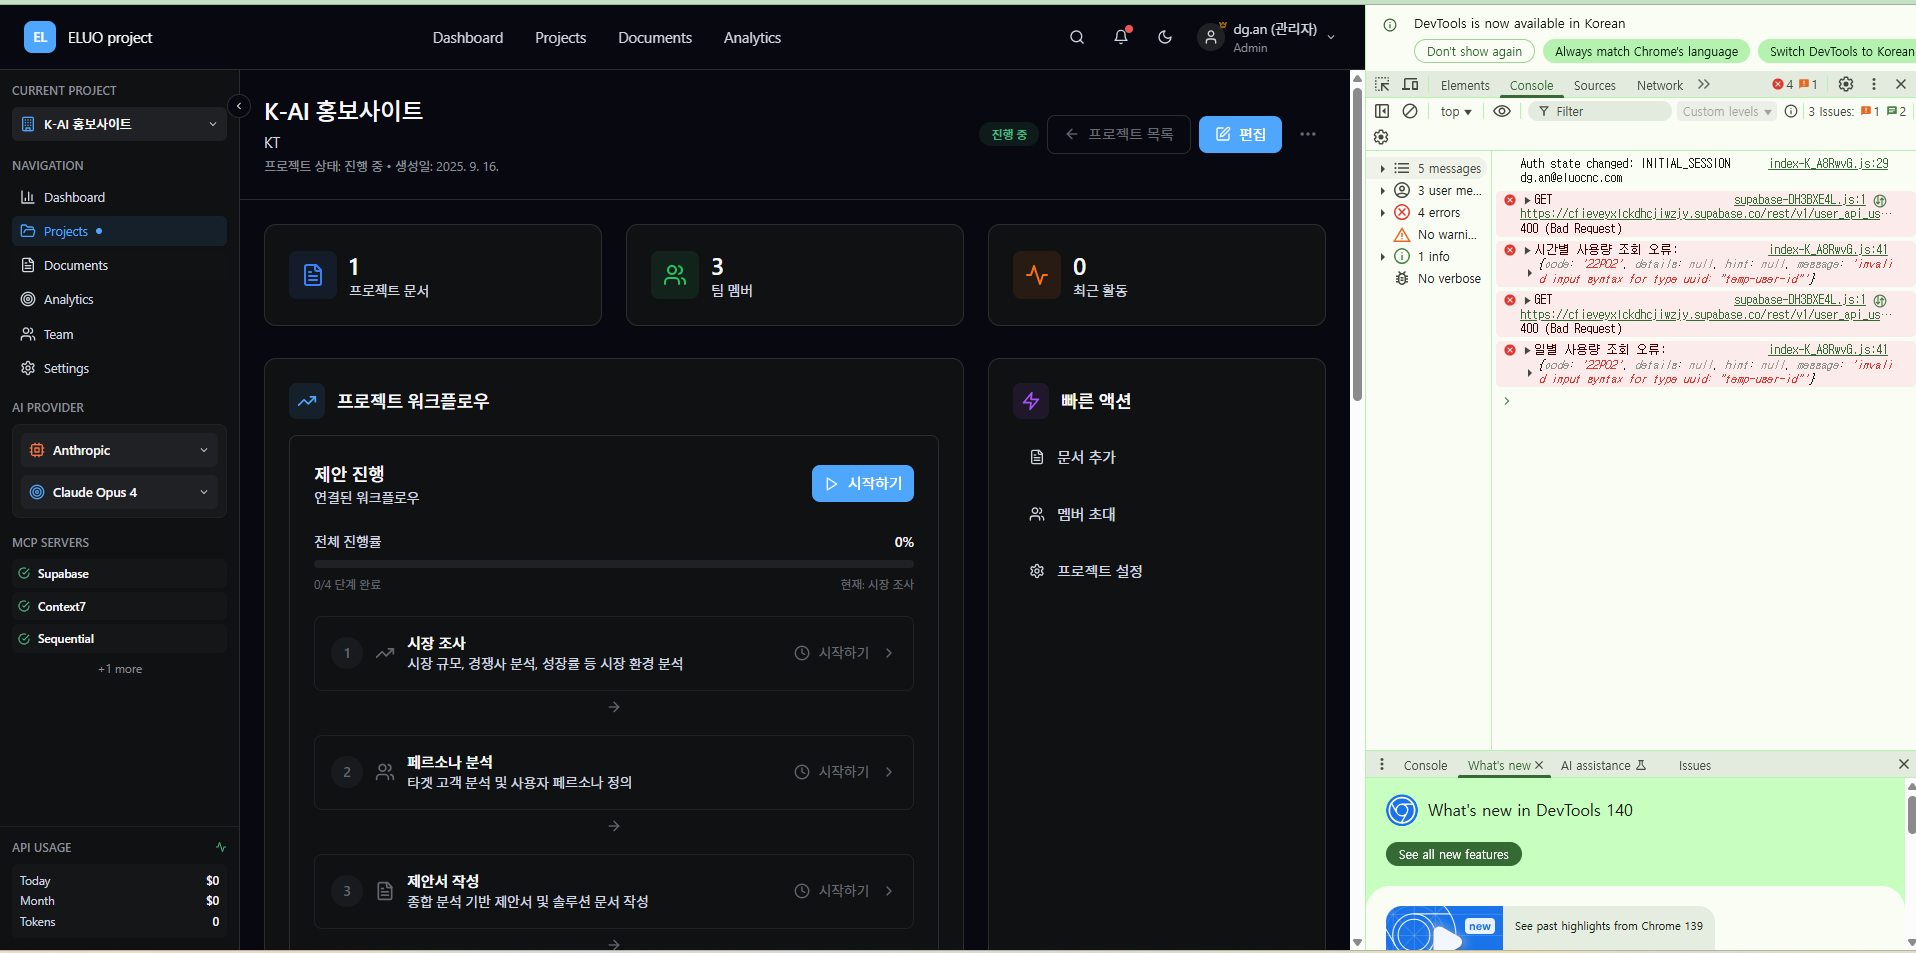 EL
ELUO project
Dashboard
Projects
Documents
Analytics
dg.an (관리자)
Admin
CURRENT PROJECT
K-AI 홍보사이트
NAVIGATION
Dashboard
Projects
Documents
Analytics
Team
Settings
AI PROVIDER
Anthropic
Claude Opus 4
MCP SERVERS
Supabase
Context7
Sequential
+1 more
API USAGE
Today $0
Month $0
Tokens 0
K-AI 홍보사이트
KT
프로젝트 상태: 진행 중 • 생성일: 2025. 9. 16.
진행 중
프로젝트 목록
편집
1
프로젝트 문서
3
팀 멤버
0
최근 활동
프로젝트 워크플로우
제안 진행
연결된 워크플로우
시작하기
전체 진행률 0%
0/4 단계 완료 현재: 시장 조사
1
시장 조사
시장 규모, 경쟁사 분석, 성장률 등 시장 환경 분석
시작하기
2
페르소나 분석
타겟 고객 분석 및 사용자 페르소나 정의
시작하기
3
제안서 작성
종합 분석 기반 제안서 및 솔루션 문서 작성
시작하기
빠른 액션
문서 추가
멤버 초대
프로젝트 설정
DevTools is now available in Korean
Don't show again
Always match Chrome's language
Switch DevTools to Korean
Elements
Console
Sources
Network
4
1
top
Filter
Custom levels
3 Issues: 1 2
5 messages
3 user me...
4 errors
No warni...
1 info
No verbose
Auth state changed: INITIAL_SESSION index-K_A8RwvG.js:29
dg.an@eluocnc.com
GET supabase-DH3BXE4L.js:1
https://cfieveyxlckdhcjiwzjy.supabase.co/rest/v1/user_api_us…
400 (Bad Request)
시간별 사용량 조회 오류: index-K_A8RwvG.js:41
{code: '22P02', details: null, hint: null, message: 'invali
d input syntax for type uuid: "temp-user-id"'}
GET supabase-DH3BXE4L.js:1
https://cfieveyxlckdhcjiwzjy.supabase.co/rest/v1/user_api_us…
400 (Bad Request)
일별 사용량 조회 오류: index-K_A8RwvG.js:41
{code: '22P02', details: null, hint: null, message: 'invali
d input syntax for type uuid: "temp-user-id"'}
Console
What's new
AI assistance
Issues
What's new in DevTools 140
See all new features
new
See past highlights from Chrome 139